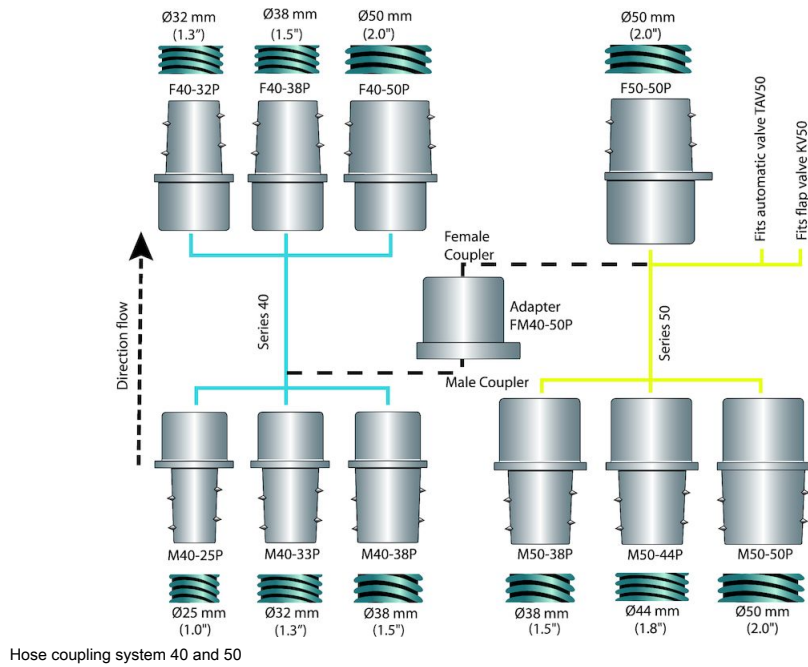 Ø32 mm
(1.3”)
Ø38 mm
(1.5")
Ø50 mm
(2.0")
Ø50 mm
(2.0")
F40-32P
F40-38P
F40-50P
F50-50P
Fits automatic valve TAV50
Fits flap valve KV50
Female
Coupler
Direction flow
Series 40
Adapter
FM40-50P
Series 50
Male Coupler
M40-25P
M40-33P
M40-38P
M50-38P
M50-44P
M50-50P
Ø25 mm
(1.0")
Ø32 mm
(1.3")
Ø38 mm
(1.5")
Ø38 mm
(1.5")
Ø44 mm
(1.8")
Ø50 mm
(2.0")
Hose coupling system 40 and 50